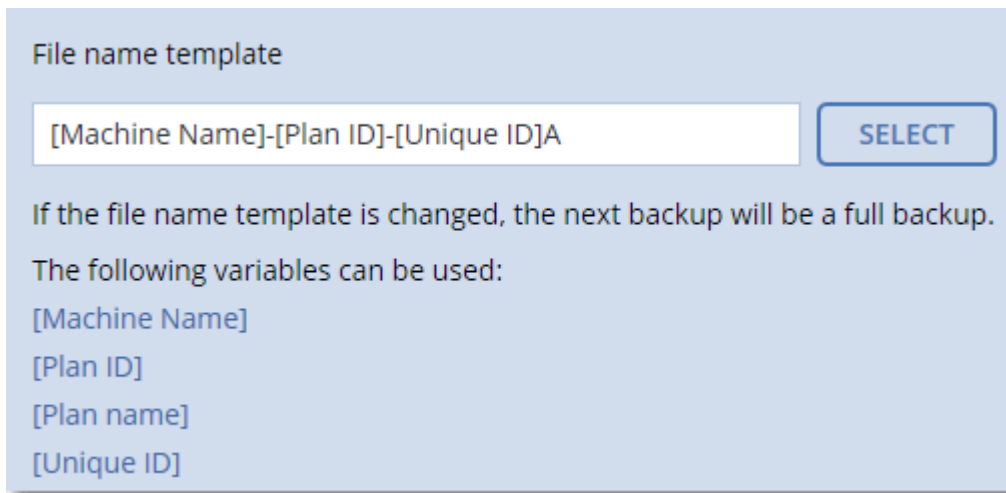 File name template
[Machine Name]-[Plan ID]-[Unique ID]A
SELECT
If the file name template is changed, the next backup will be a full backup.
The following variables can be used:
[Machine Name]
[Plan ID]
[Plan name]
[Unique ID]